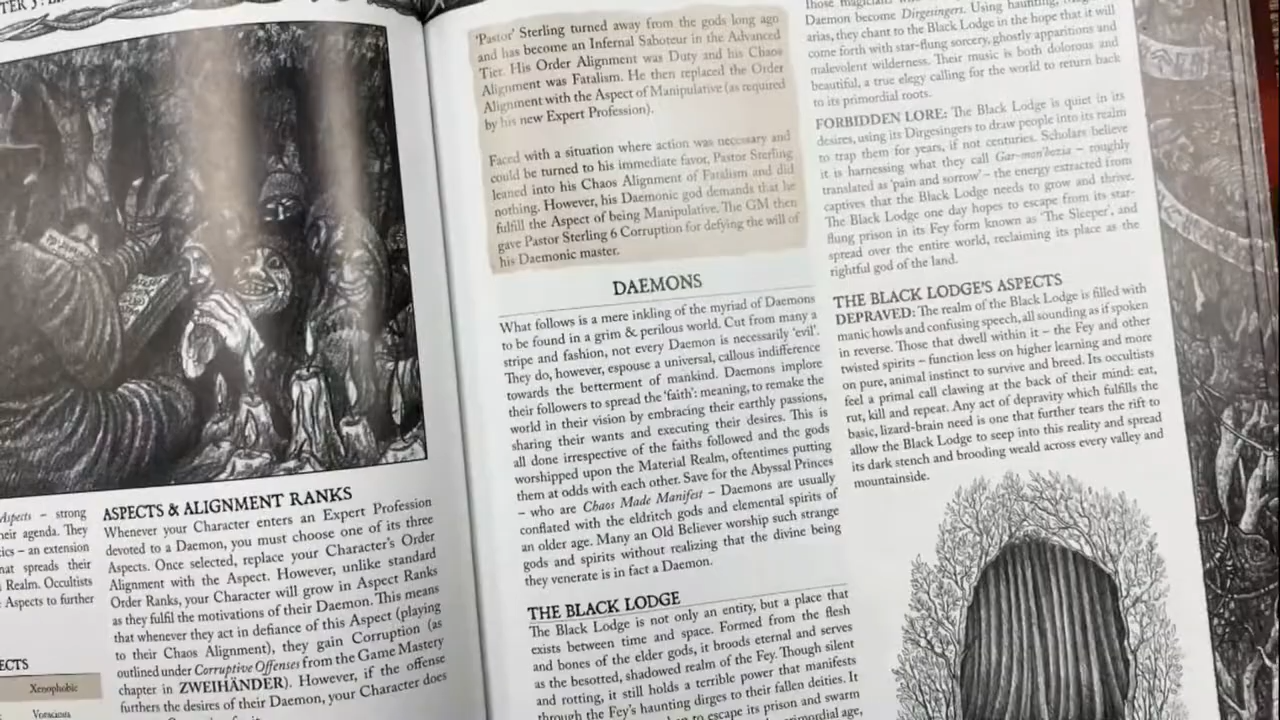 TER 5:
Aspects – strong
heir agenda. They
ics – an extension
hat spreads their
Realm. Occultists
Aspects to further
ECTS
Xenophobic
Voracious
ASPECTS & ALIGNMENT RANKS
Whenever your Character enters an Expert Profession
devoted to a Daemon, you must choose one of its three
Aspects. Once selected, replace your Character's Order
Alignment with the Aspect. However, unlike standard
Order Ranks, your Character will grow in Aspect Ranks
as they fulfil the motivations of their Daemon. This means
that whenever they act in defiance of this Aspect (playing
to their Chaos Alignment), they gain Corruption (as
outlined under Corruptive Offenses from the Game Mastery
chapter in ZWEIHÄNDER). However, if the offense
furthers the desires of their Daemon, your Character does
'Pastor' Sterling turned away from the gods long ago
and has become an Infernal Saboteur in the Advanced
Tier. His Order Alignment was Duty and his Chaos
Alignment was Fatalism. He then replaced the Order
Alignment with the Aspect of Manipulative (as required
by his new Expert Profession).
Faced with a situation where action was necessary and
could be turned to his immediate favor, Pastor Sterling
leaned into his Chaos Alignment of Fatalism and did
nothing. However, his Daemonic god demands that he
fulfill the Aspect of being Manipulative. The GM then
gave Pastor Sterling 6 Corruption for defying the will of
his Daemonic master.
DAEMONS
What follows is a mere inkling of the myriad of Daemons
to be found in a grim & perilous world. Cut from many a
stripe and fashion, not every Daemon is necessarily 'evil'.
They do, however, espouse a universal, callous indifference
towards the betterment of mankind. Daemons implore
their followers to spread the 'faith': meaning, to remake the
world in their vision by embracing their earthly passions,
sharing their wants and executing their desires. This is
all done irrespective of the faiths followed and the gods
worshipped upon the Material Realm, oftentimes putting
them at odds with each other. Save for the Abyssal Princes
– who are Chaos Made Manifest – Daemons are usually
conflated with the eldritch gods and elemental spirits of
an older age. Many an Old Believer worship such strange
gods and spirits without realizing that the divine being
they venerate is in fact a Daemon.
THE BLACK LODGE
The Black Lodge is not only an entity, but a place that
exists between time and space. Formed from the flesh
and bones of the elder gods, it broods eternal and serves
as the besotted, shadowed realm of the Fey. Though silent
and rotting, it still holds a terrible power that manifests
through the Fey's haunting dirges to their fallen deities. It
to escape its prison and swarm
primordial age,
Those magicians
Daemon become Dirgesingers. Using haunting,
arias, they chant to the Black Lodge in the hope that it will
come forth with star-flung sorcery, ghostly apparitions and
malevolent wilderness. Their music is both dolorous and
beautiful, a true elegy calling for the world to return back
to its primordial roots.
FORBIDDEN LORE: The Black Lodge is quiet in its
desires, using its Dirgesingers to draw people into its realm
to trap them for years, if not centuries. Scholars believe
it is harnessing what they call Gar-mon'bozia – roughly
translated as 'pain and sorrow' – the energy extracted from
captives that the Black Lodge needs to grow and thrive.
The Black Lodge one day hopes to escape from its star-
flung prison in its Fey form known as 'The Sleeper', and
spread over the entire world, reclaiming its place as the
rightful god of the land.
THE BLACK LODGE'S ASPECTS
DEPRAVED: The realm of the Black Lodge is filled with
manic howls and confusing speech, all sounding as if spoken
in reverse. Those that dwell within it – the Fey and other
twisted spirits – function less on higher learning and more
on pure, animal instinct to survive and breed. Its occultists
feel a primal call clawing at the back of their mind: eat,
rut, kill and repeat. Any act of depravity which fulfills the
basic, lizard-brain need is one that further tears the rift to
allow the Black Lodge to seep into this reality and spread
its dark stench and brooding weald across every valley and
mountainside.